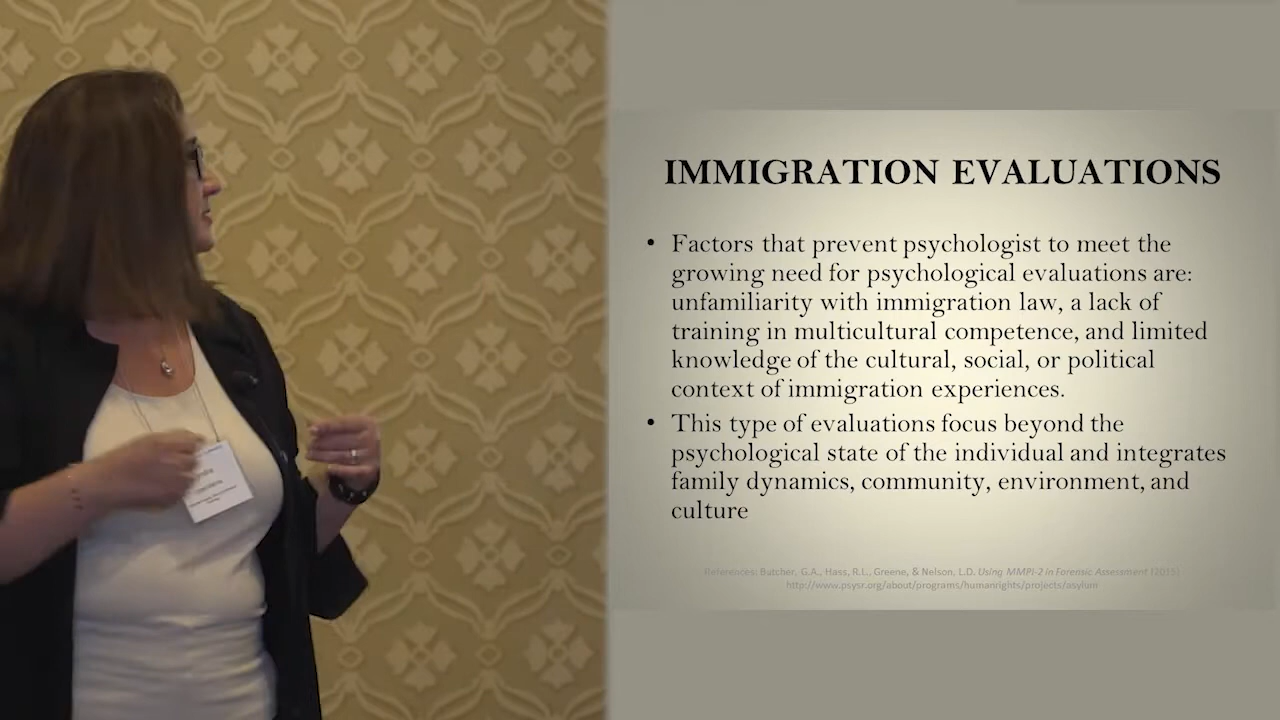 IMMIGRATION EVALUATIONS
• Factors that prevent psychologist to meet the
growing need for psychological evaluations are:
unfamiliarity with immigration law, a lack of
training in multicultural competence, and limited
knowledge of the cultural, social, or political
context of immigration experiences.
• This type of evaluations focus beyond the
psychological state of the individual and integrates
family dynamics, community, environment, and
culture
References: Butcher, G.A., Hass, R.L., Greene, & Nelson, L.D. Using MMPI-2 in Forensic Assessment (2015)
http://www.psysr.org/about/programs/humanrights/projects/asylum